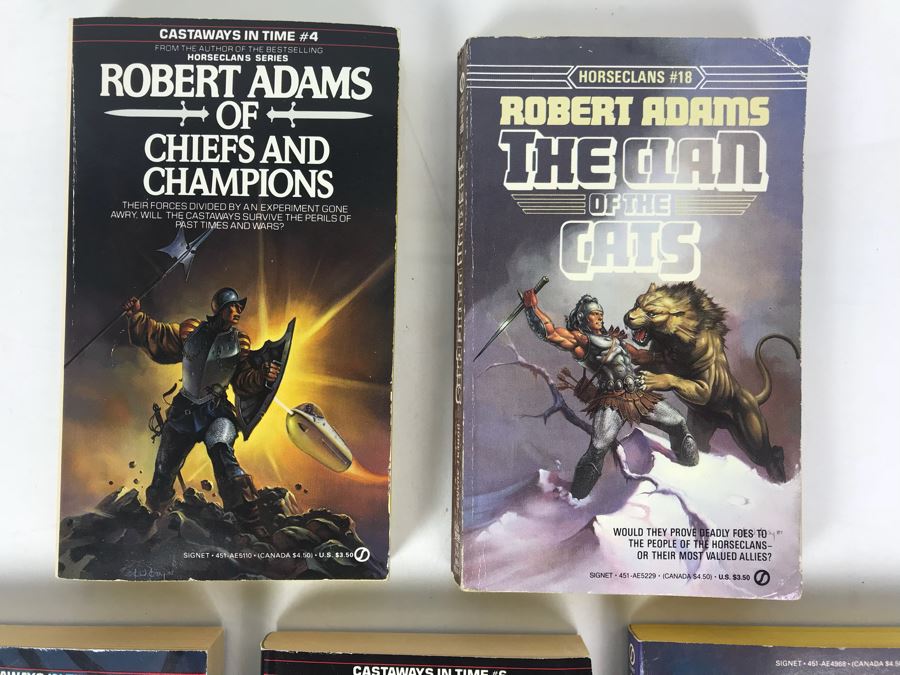 CASTAWAYS IN TIME #4
FROM THE AUTHOR OF THE BESTSELLING
HORSECLANS SERIES
ROBERT ADAMS
OF
CHIEFS AND
CHAMPIONS
THEIR FORCES DIVIDED BY AN EXPERIMENT GONE
AWRY, WILL THE CASTAWAYS SURVIVE THE PERILS OF
PAST TIMES AND WARS?
SIGNET • 451-AE5110 • (CANADA $4.50) • U.S. $3.50
HORSECLANS #18
ROBERT ADAMS
THE CLAN
OF THE
CATS
WOULD THEY PROVE DEADLY FOES TO
THE PEOPLE OF THE HORSECLANS–
OR THEIR MOST VALUED ALLIES?
SIGNET • 451-AE5229 • (CANADA $4.50) • U.S. $3.50
CASTAWAYS IN TIME #6
SIGNET • 451-AE4968 • (CANADA $4.50